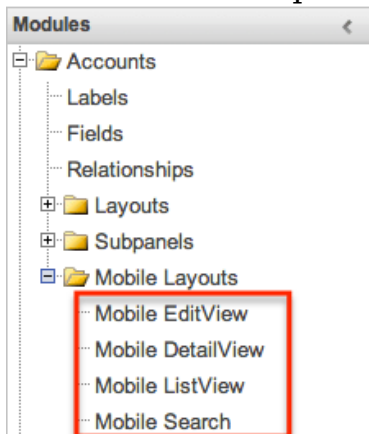 Modules
Accounts
Labels
Fields
Relationships
Layouts
Subpanels
Mobile Layouts
Mobile EditView
Mobile DetailView
Mobile ListView
Mobile Search